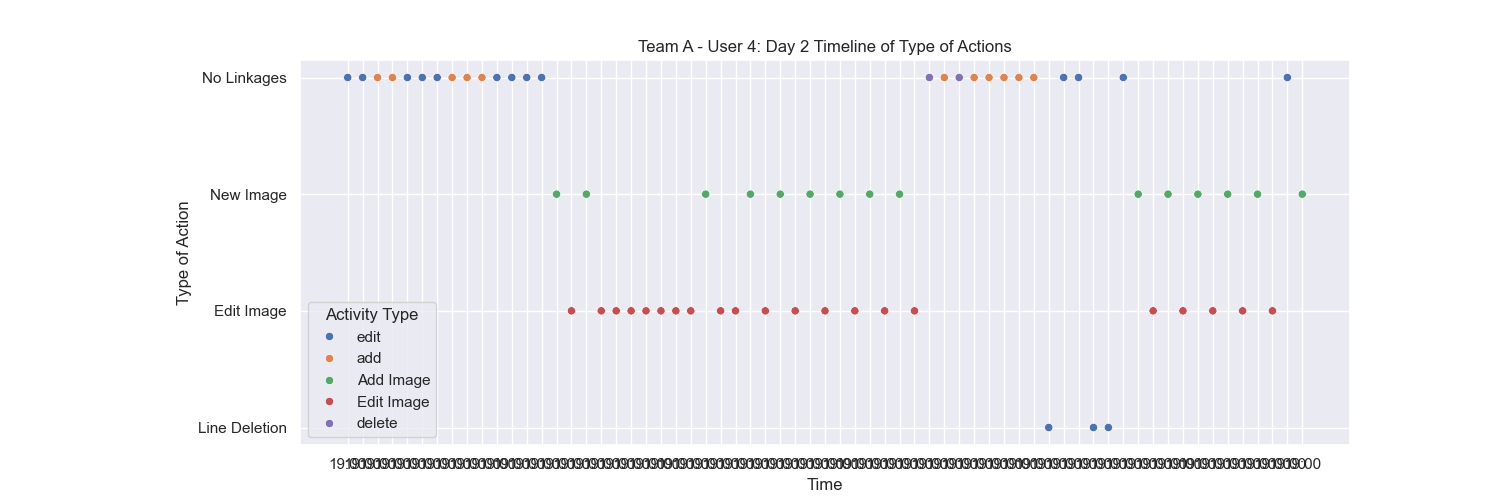 Team A - User 4: Day 2 Timeline of Type of Actions
No Linkages
New Image
Edit Image
Line Deletion
Type of Action
Activity Type
edit
add
Add Image
Edit Image
delete
Time